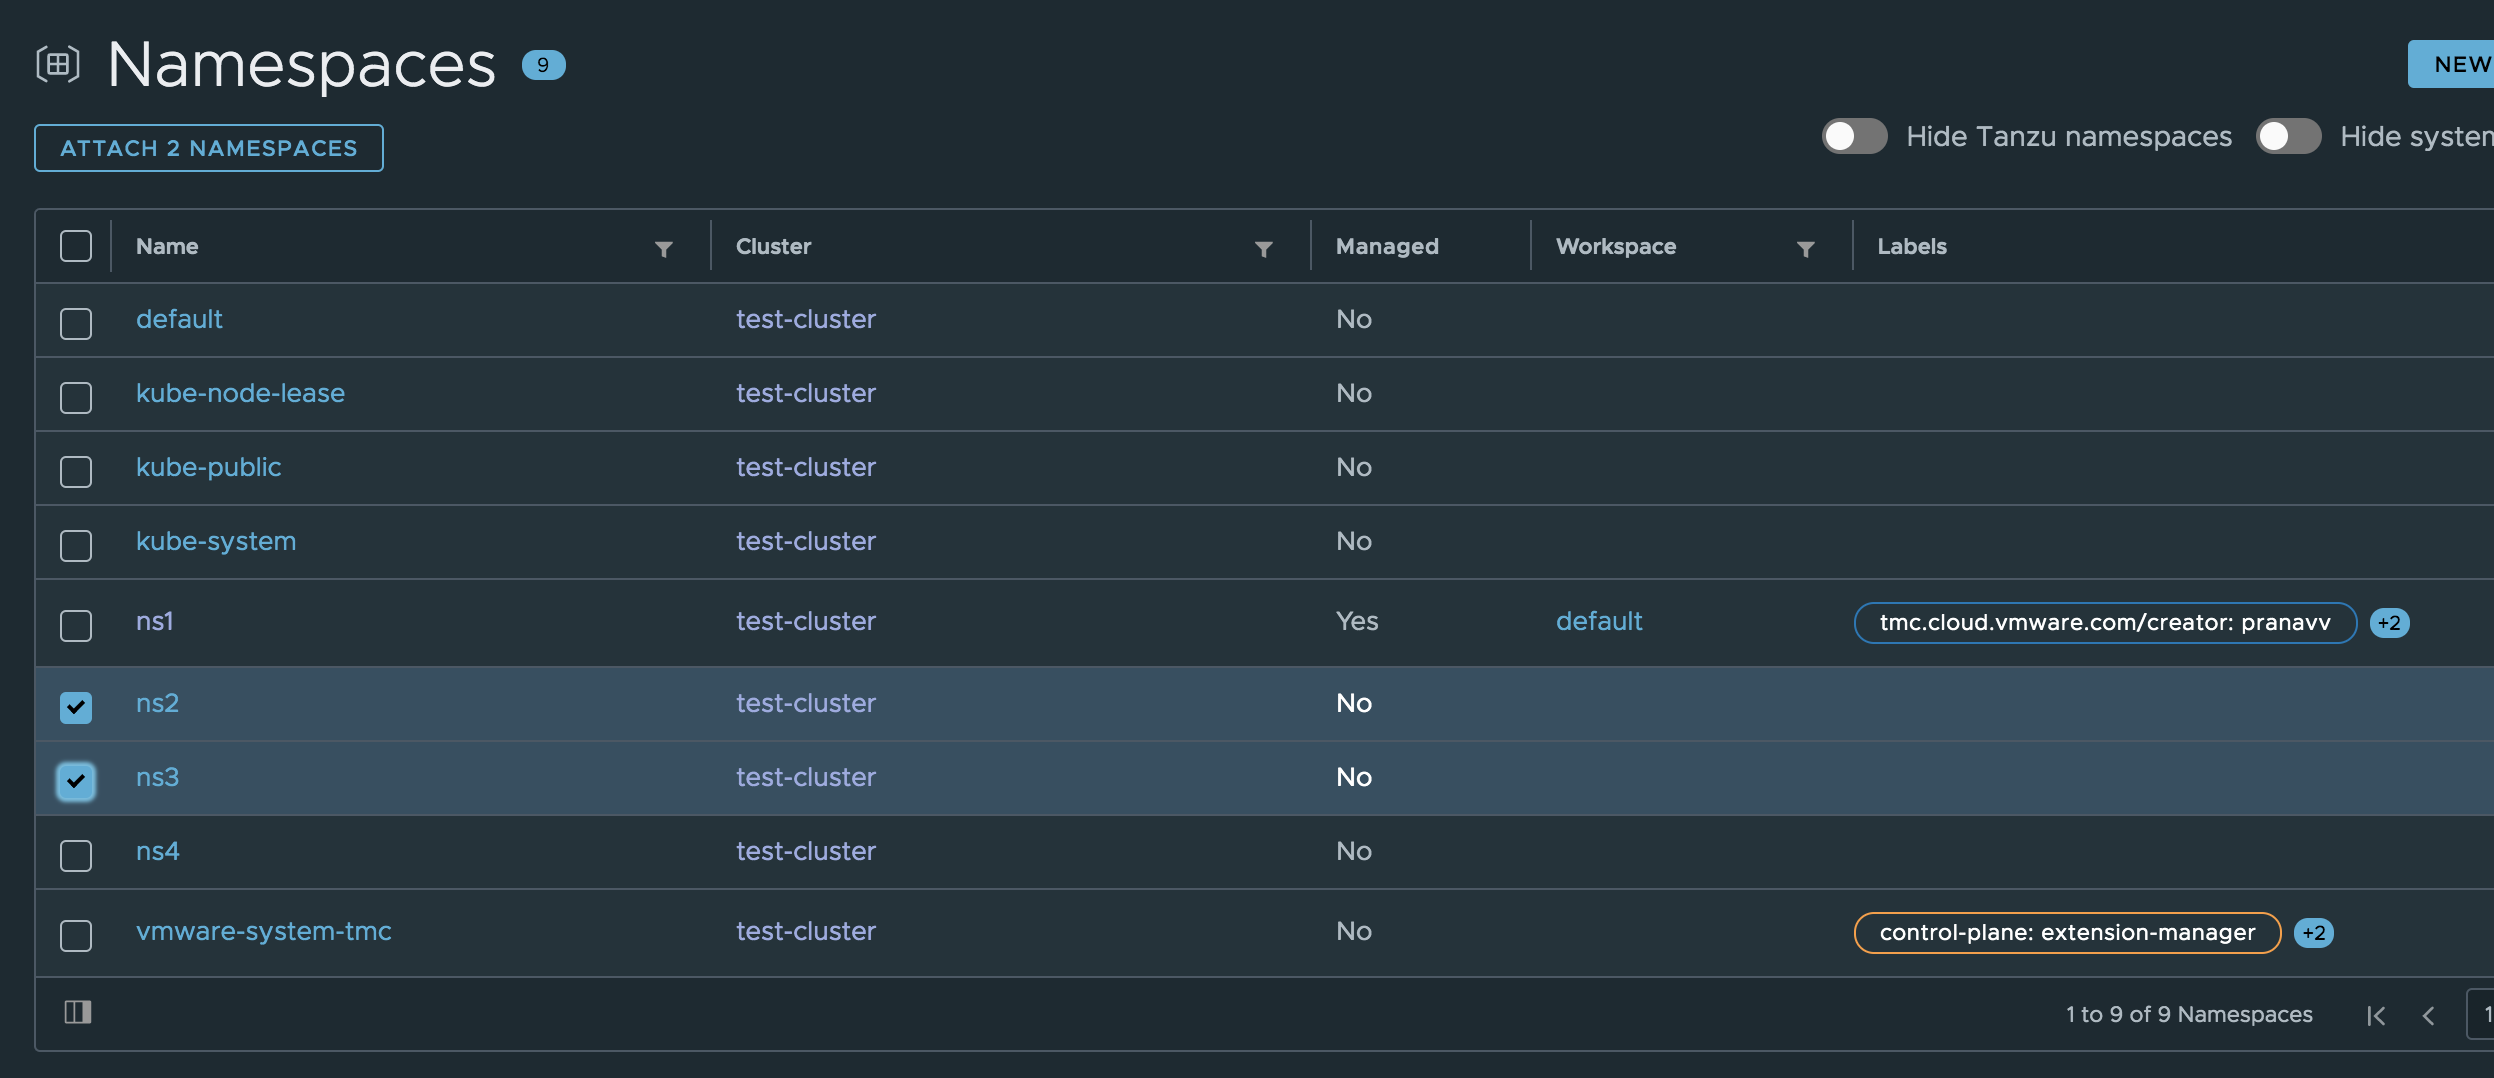 Namespaces 9
NEW
ATTACH 2 NAMESPACES
Hide Tanzu namespaces Hide system
Name Cluster Managed Workspace Labels
default test-cluster No
kube-node-lease test-cluster No
kube-public test-cluster No
kube-system test-cluster No
ns1 test-cluster Yes default tmc.cloud.vmware.com/creator: pranavv +2
ns2 test-cluster No
ns3 test-cluster No
ns4 test-cluster No
vmware-system-tmc test-cluster No control-plane: extension-manager +2
1 to 9 of 9 Namespaces 1